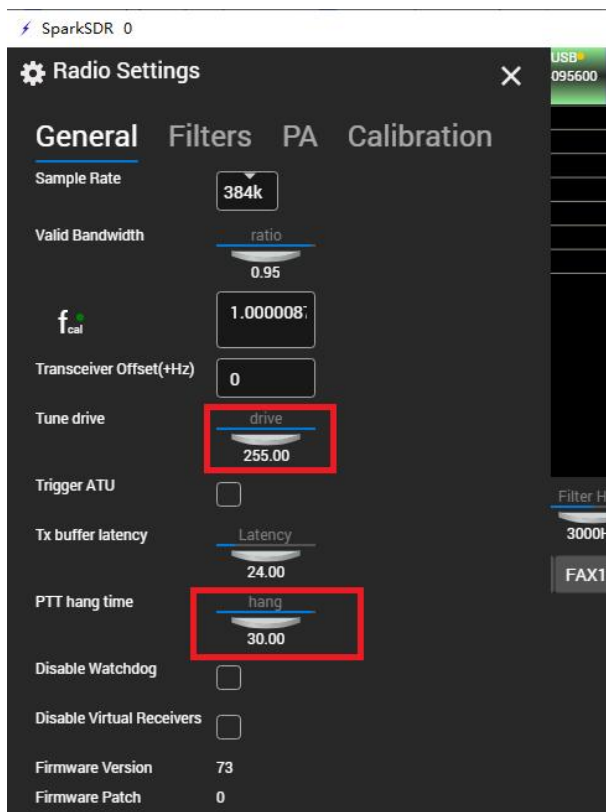 SparkSDR 0
Radio Settings
USB
095600
General Filters PA Calibration
Sample Rate 384k
Valid Bandwidth ratio
0.95
fcal 1.000008
Transceiver Offset(+Hz) 0
Tune drive drive
255.00
Trigger ATU
Filter H
Tx buffer latency Latency
3000H
24.00
FAX1
PTT hang time hang
30.00
Disable Watchdog
Disable Virtual Receivers
Firmware Version 73
Firmware Patch 0